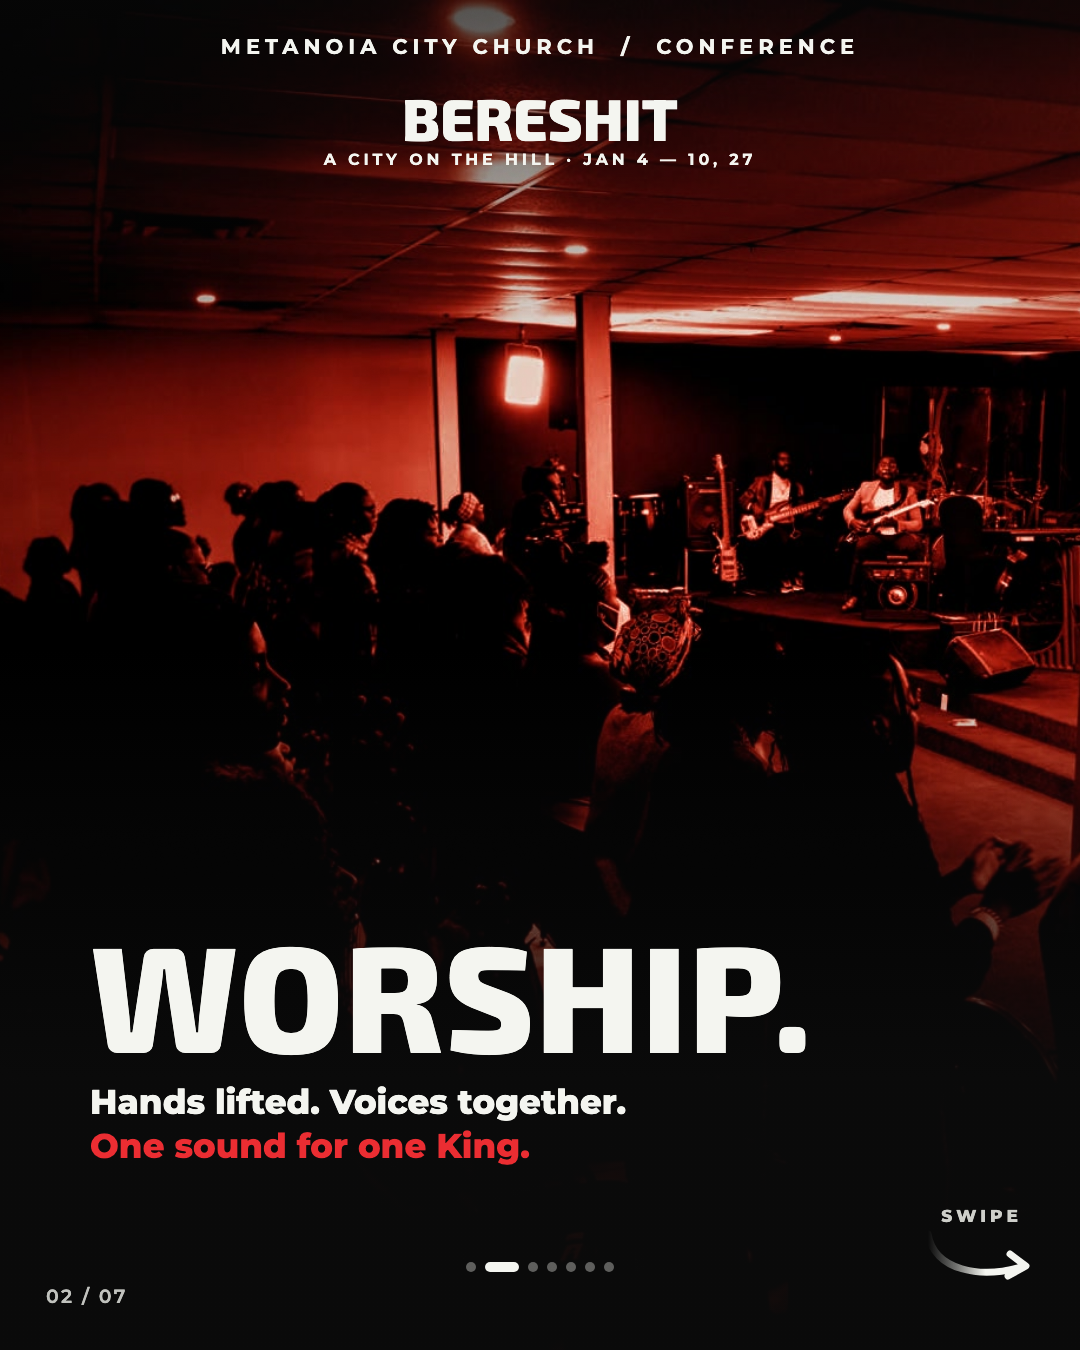 METANOIA CITY CHURCH / CONFERENCE
BERESHIT
A CITY ON THE HILL · JAN 4 — 10, 27
WORSHIP.
Hands lifted. Voices together.
One sound for one King.
SWIPE
02 / 07